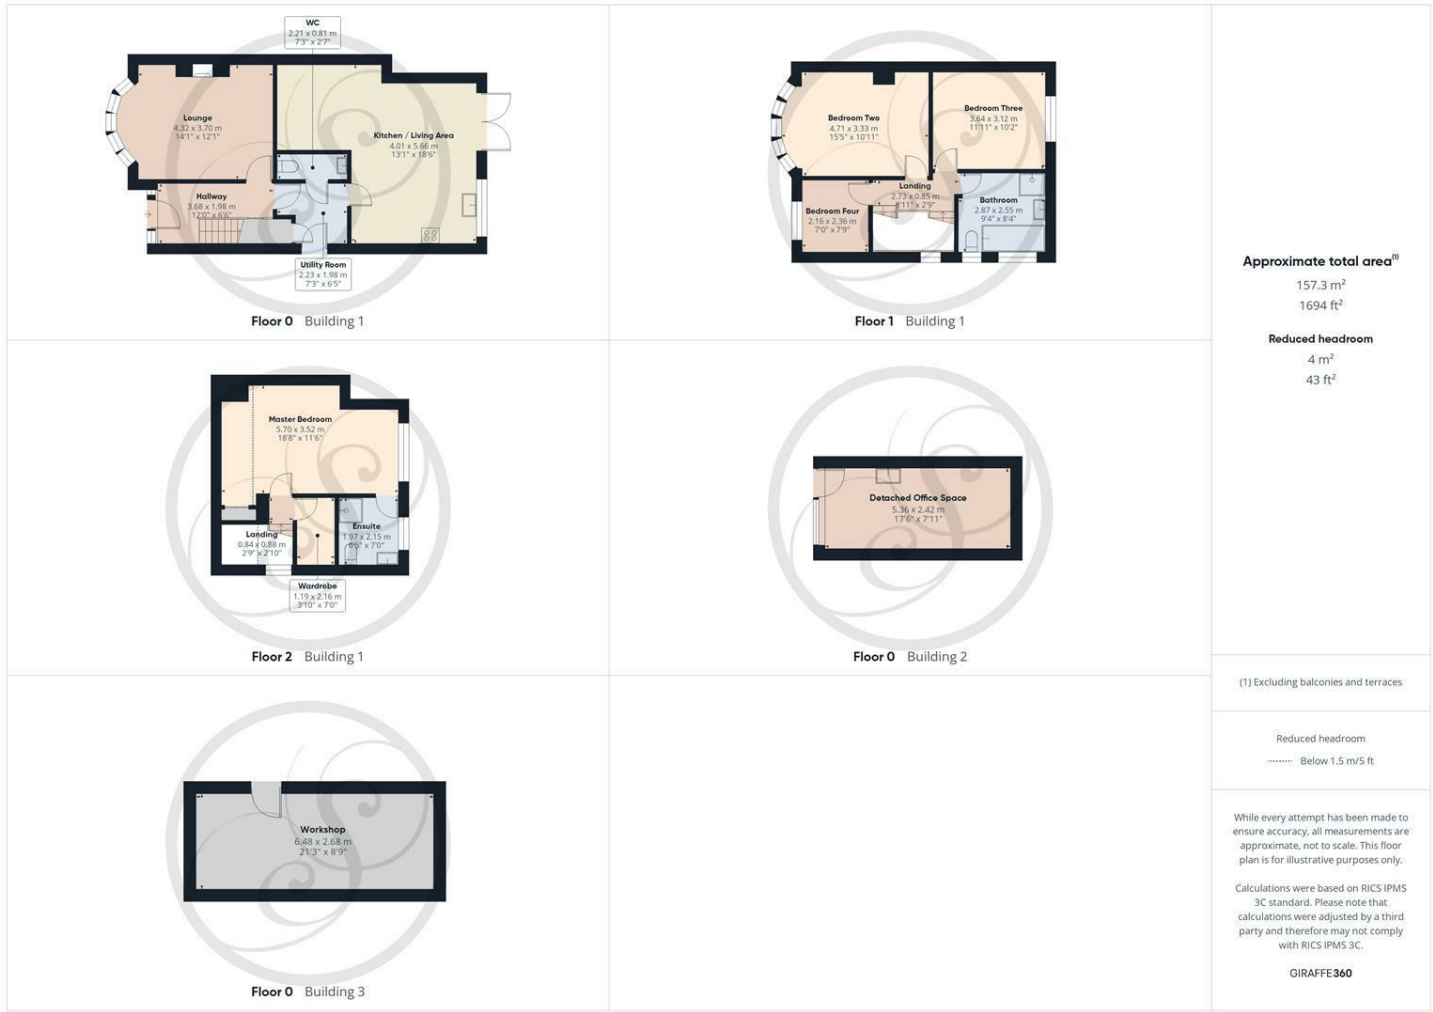 WC
2.21 x 0.81 m
7'3" x 2'7"
Lounge
4.32 x 3.70 m
14'1" x 12'1"
Kitchen / Living Area
4.01 x 5.66 m
13'1" x 18'6"
Hallway
3.68 x 1.98 m
12'0" x 6'6"
Utility Room
2.23 x 1.98 m
7'3" x 6'5"
Floor 0 Building 1
Bedroom Two
4.71 x 3.33 m
15'5" x 10'11"
Bedroom Three
3.64 x 3.12 m
11'11" x 10'2"
Landing
2.73 x 0.85 m
8'11" x 2'9"
Bedroom Four
2.16 x 2.36 m
7'0" x 7'9"
Bathroom
2.87 x 2.55 m
9'4" x 8'4"
Floor 1 Building 1
Master Bedroom
5.70 x 3.52 m
18'8" x 11'6"
Landing
0.84 x 0.88 m
2'9" x 2'10"
Ensuite
1.97 x 2.15 m
6'5" x 7'0"
Wardrobe
1.19 x 2.16 m
3'10" x 7'0"
Floor 2 Building 1
Detached Office Space
5.36 x 2.42 m
17'6" x 7'11"
Floor 0 Building 2
Workshop
6.48 x 2.68 m
21'3" x 8'9"
Floor 0 Building 3
Approximate total area(1)
157.3 m²
1694 ft²
Reduced headroom
4 m²
43 ft²
(1) Excluding balconies and terraces
Reduced headroom
Below 1.5 m/5 ft
While every attempt has been made to
ensure accuracy, all measurements are
approximate, not to scale. This floor
plan is for illustrative purposes only.
Calculations were based on RICS IPMS
3C standard. Please note that
calculations were adjusted by a third
party and therefore may not comply
with RICS IPMS 3C.
GIRAFFE360